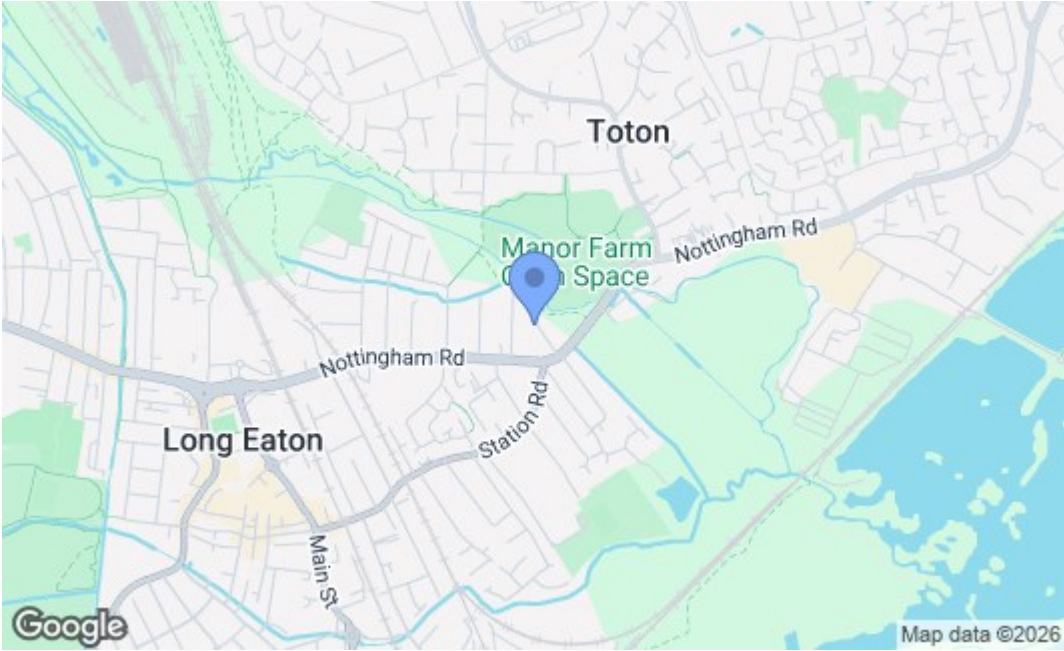 Toton
Manor Farm
Space
Nottingham Rd
Nottingham Rd
Station Rd
Long Eaton
Main St
Google
Map data ©2026